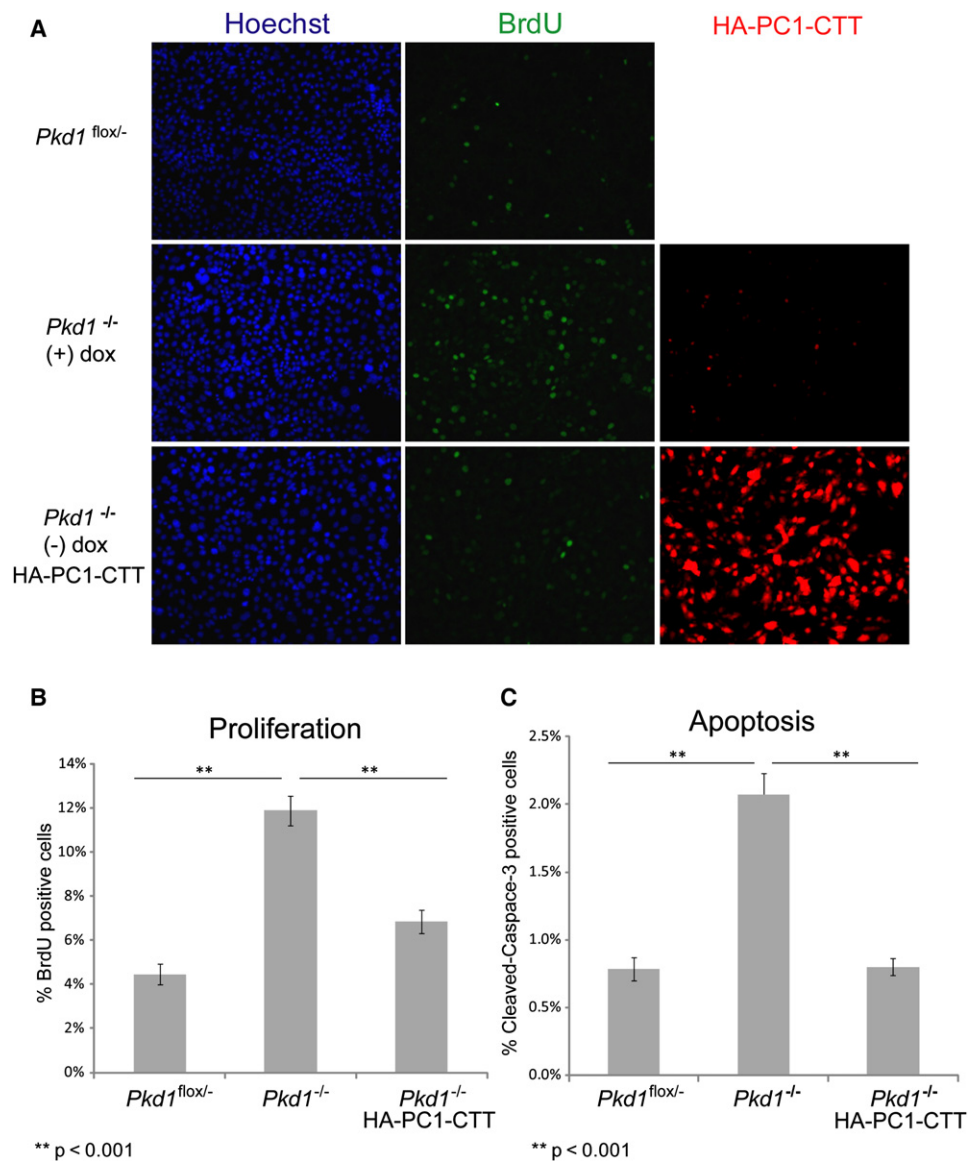 A
Hoechst
BrdU
HA-PC1-CTT
Pkd1 flox/-
Pkd1 -/-
(+) dox
Pkd1 -/-
(-) dox
HA-PC1-CTT
B
Proliferation
14%
12%
10%
8%
6%
4%
2%
0%
% BrdU positive cells
**
**
Pkd1flox/-
Pkd1-/-
Pkd1-/-
HA-PC1-CTT
** p < 0.001
C
Apoptosis
2.5%
2.0%
1.5%
1.0%
0.5%
0.0%
% Cleaved-Caspace-3 positive cells
**
**
Pkd1flox/-
Pkd1-/-
Pkd1-/-
HA-PC1-CTT
** p < 0.001